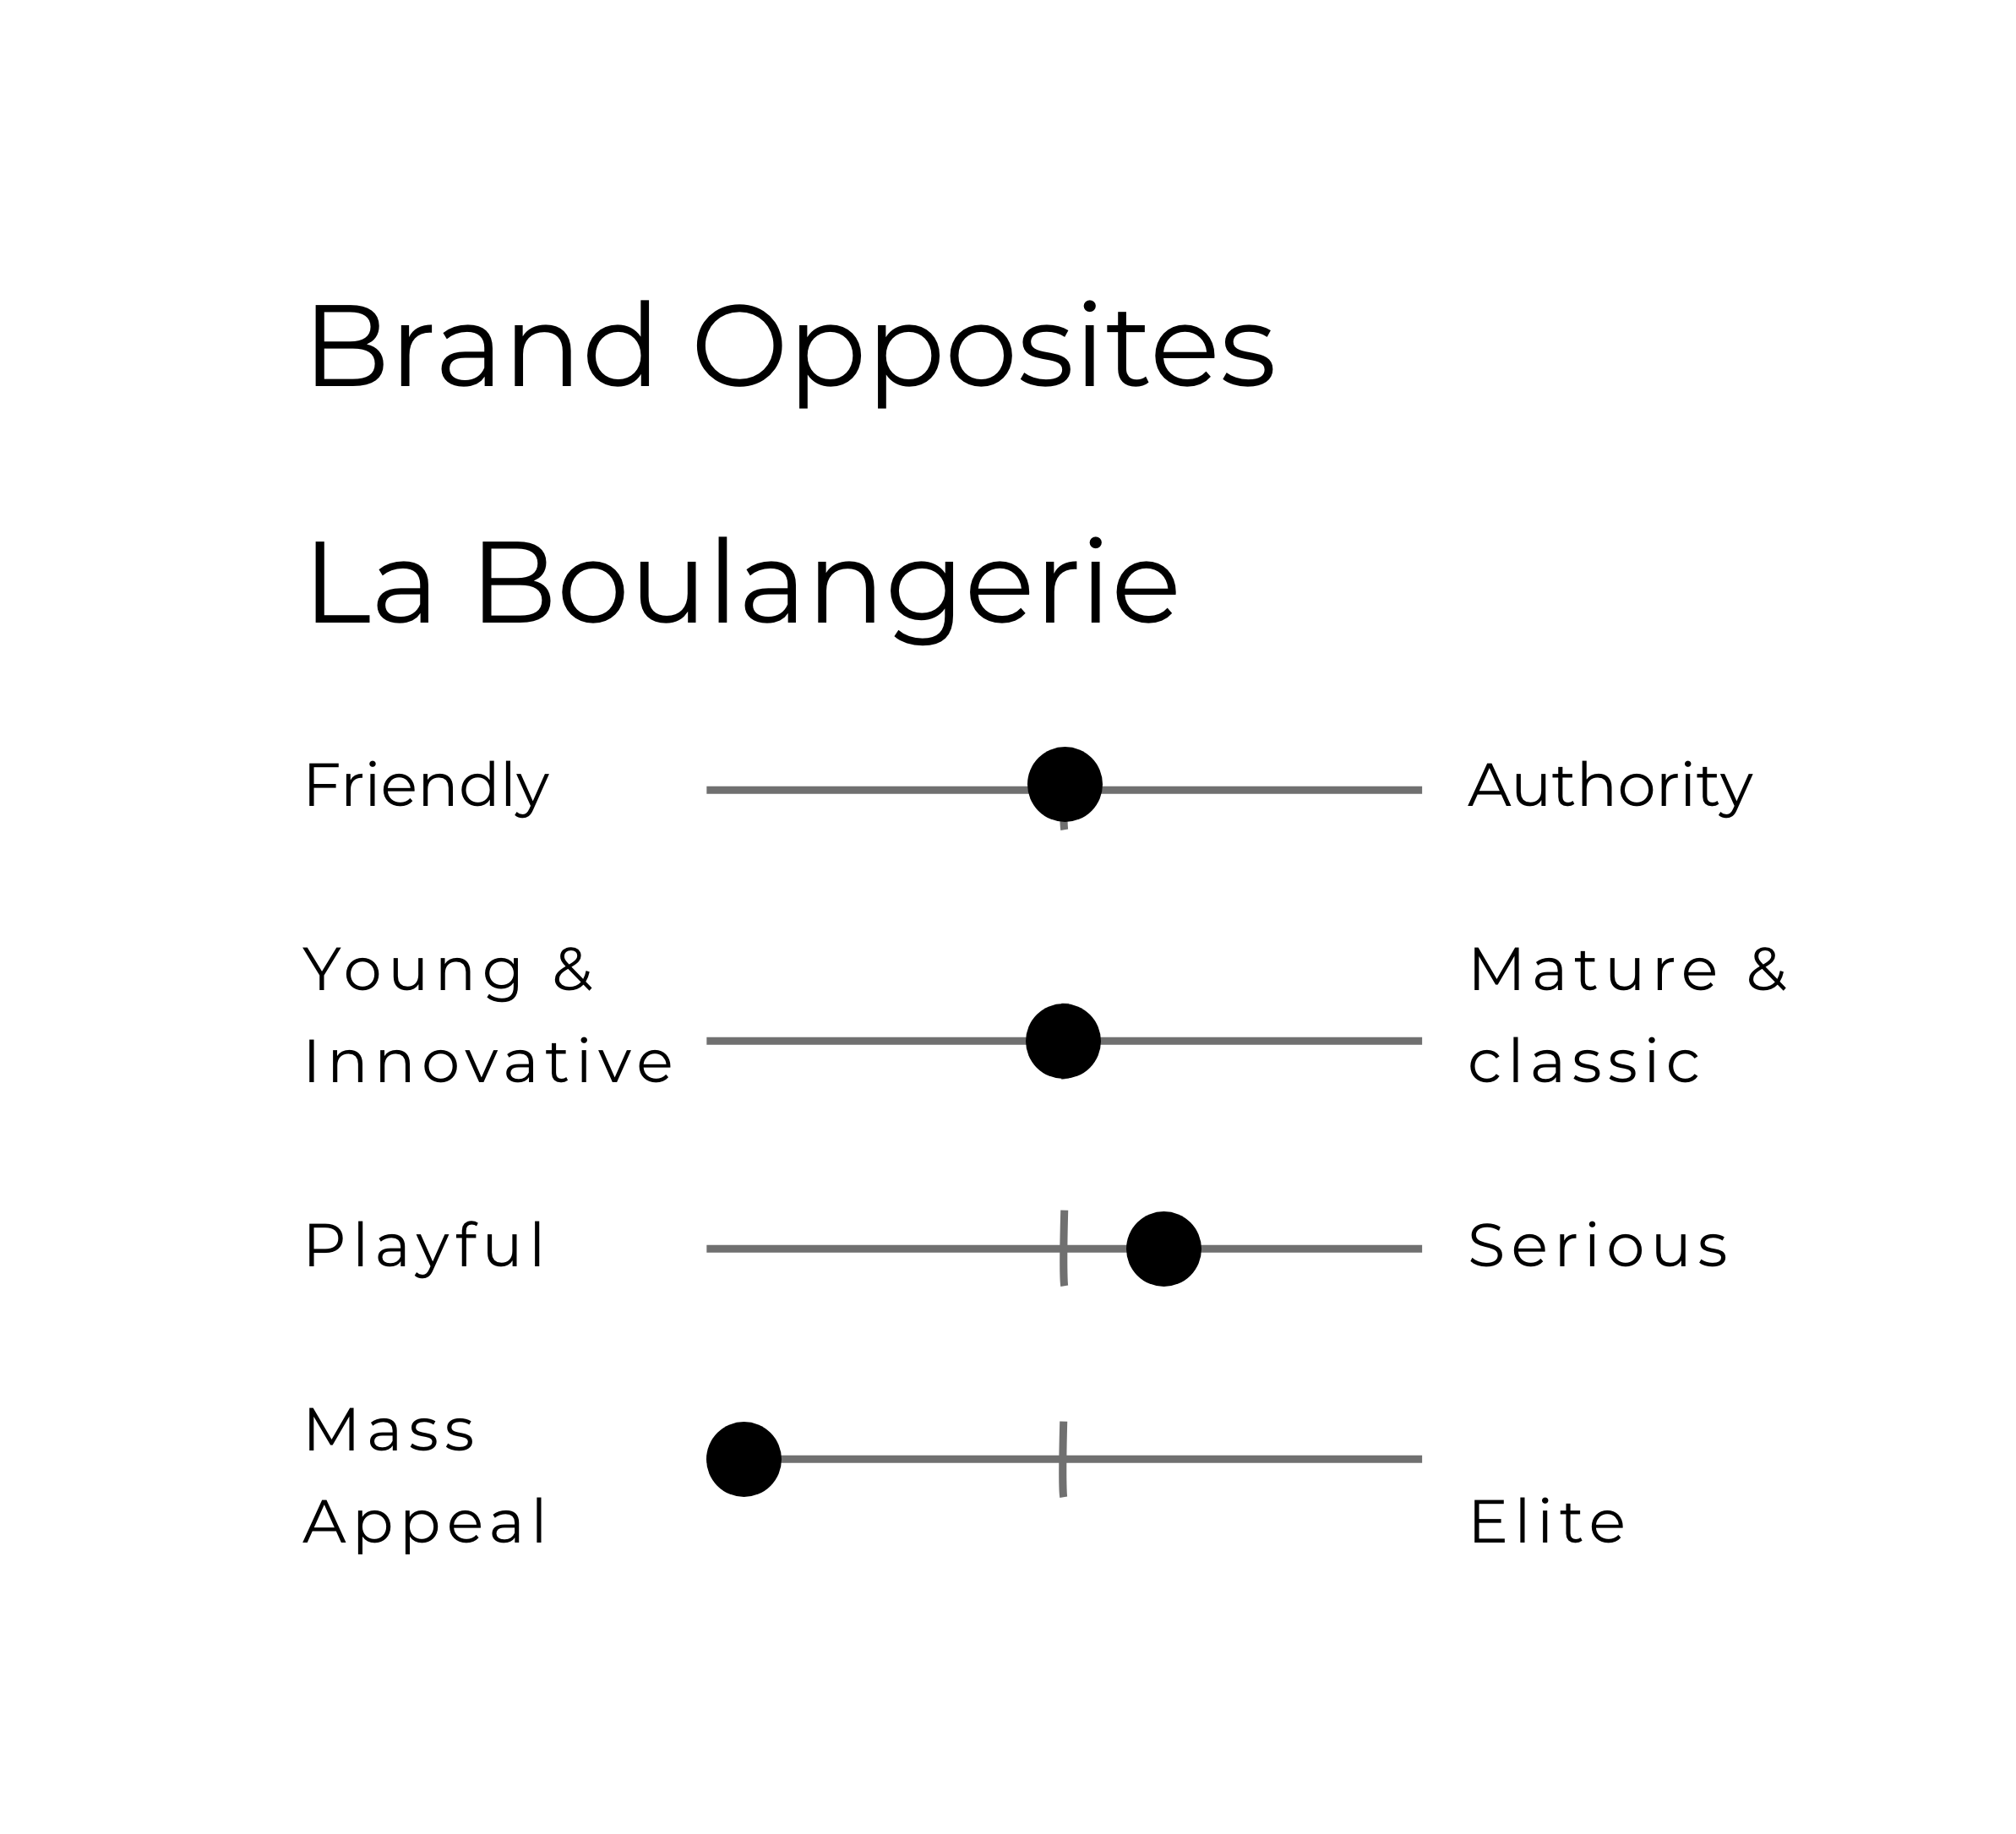 Brand Opposites
La Boulangerie
Friendly
Authority
Young &
Innovative
Mature &
classic
Playful
Serious
Mass
Appeal
Elite